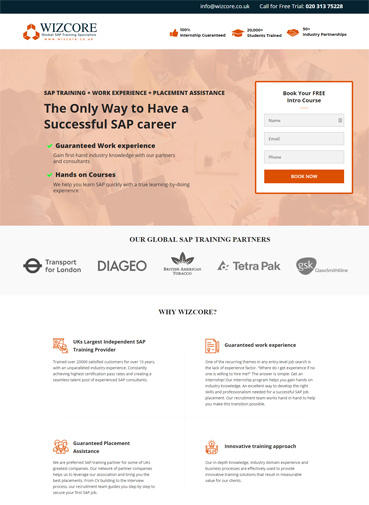 info@wizcore.co.uk Call for Free Trial: 020 313 75228
WIZCORE
Global SAP Training Specialists
www.wizcore.co.uk
100%
Internship Guaranteed
20,000+
Students Trained
50+
Industry Partnerships
SAP TRAINING + WORK EXPERIENCE + PLACEMENT ASSISTANCE
The Only Way to Have a
Successful SAP career
Guaranteed Work experience
Gain first-hand industry knowledge with our partners
and consultants
Hands on Courses
We help you learn SAP quickly with a true learning-by-doing
experience
Book Your FREE
Intro Course
Name
Email
Phone
BOOK NOW
OUR GLOBAL SAP TRAINING PARTNERS
Transport
for London
DIAGEO
BRITISH AMERICAN
TOBACCO
Tetra Pak
gsk
GlaxoSmithKline
WHY WIZCORE?
UKs Largest Independent SAP
Training Provider
Trained over 20000 satisfied customers for over 15 years
with an unparalleled industry experience. Constantly
achieving highest certification pass rates and creating a
seamless talent pool of experienced SAP consultants.
Guaranteed work experience
One of the recurring themes in any entry-level job search is
the lack of experience factor. "Where do I get experience if no
one is willing to hire me?" The answer is simple: Get an
internship! Our internship program helps you gain hands on
industry knowledge. An excellent way to develop the right
skills and professionalism needed for a successful SAP job
placement. Our recruitment team works hard in hand to help
you make this transition possible.
Guaranteed Placement
Assistance
We are preferred SAP training partner for some of UKs
greatest companies. Our network of partner companies
helps us to leverage our association and bring you the
best placements. From CV building to the interview
process, our recruitment team guides you step by step to
secure your first SAP job.
Innovative training approach
Our in-depth knowledge, industry domain experience and
business processes are effectively used to provide
innovative training solutions that result in measurable
value for our clients.